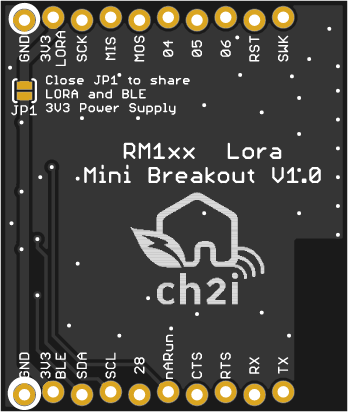 GND 3V3 LORA SCK MIS MOS 04 05 06 RST SWK
Close JP1 to share
LORA and BLE
JP1 3V3 Power Supply
RM1xx Lora
Mini Breakout V1.0
ch2i
GND 3V3 BLE SDA SCL 28 nARun CTS RTS RX TX